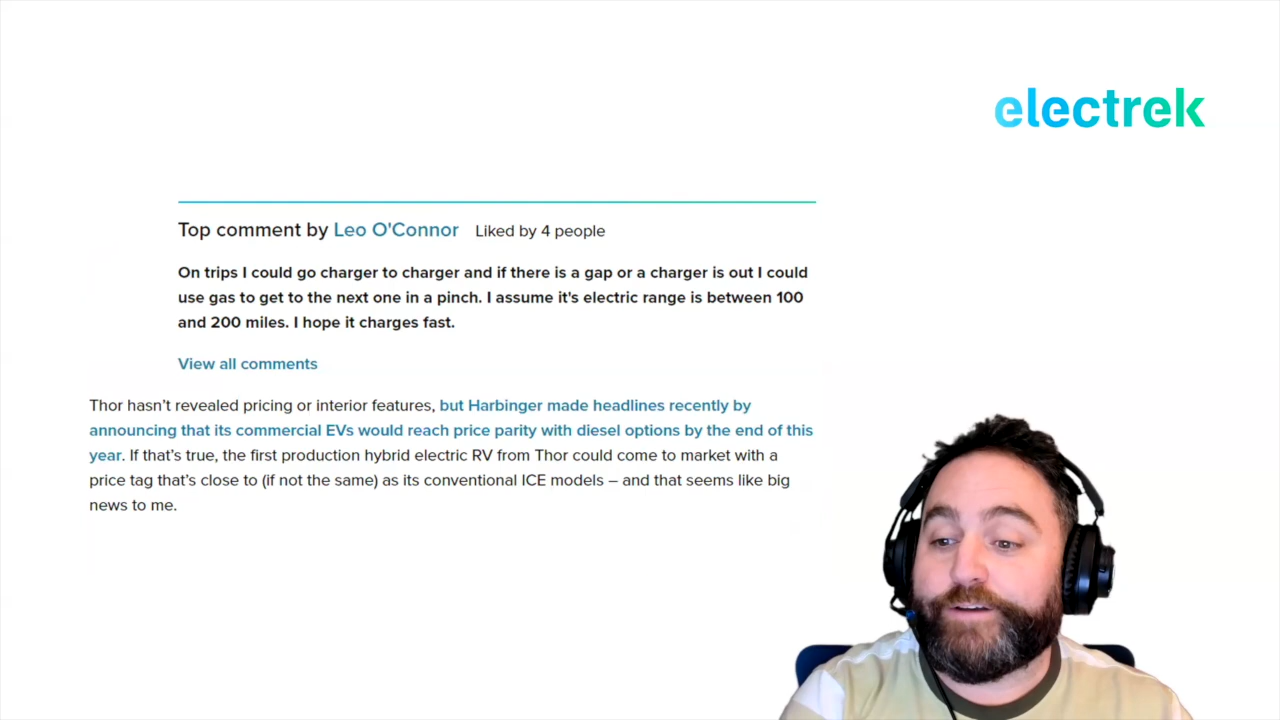 electrek
Top comment by Leo O'Connor Liked by 4 people
On trips I could go charger to charger and if there is a gap or a charger is out I could
use gas to get to the next one in a pinch. I assume it's electric range is between 100
and 200 miles. I hope it charges fast.
View all comments
Thor hasn’t revealed pricing or interior features, but Harbinger made headlines recently by
announcing that its commercial EVs would reach price parity with diesel options by the end of this
year. If that’s true, the first production hybrid electric RV from Thor could come to market with a
price tag that’s close to (if not the same) as its conventional ICE models – and that seems like big
news to me.